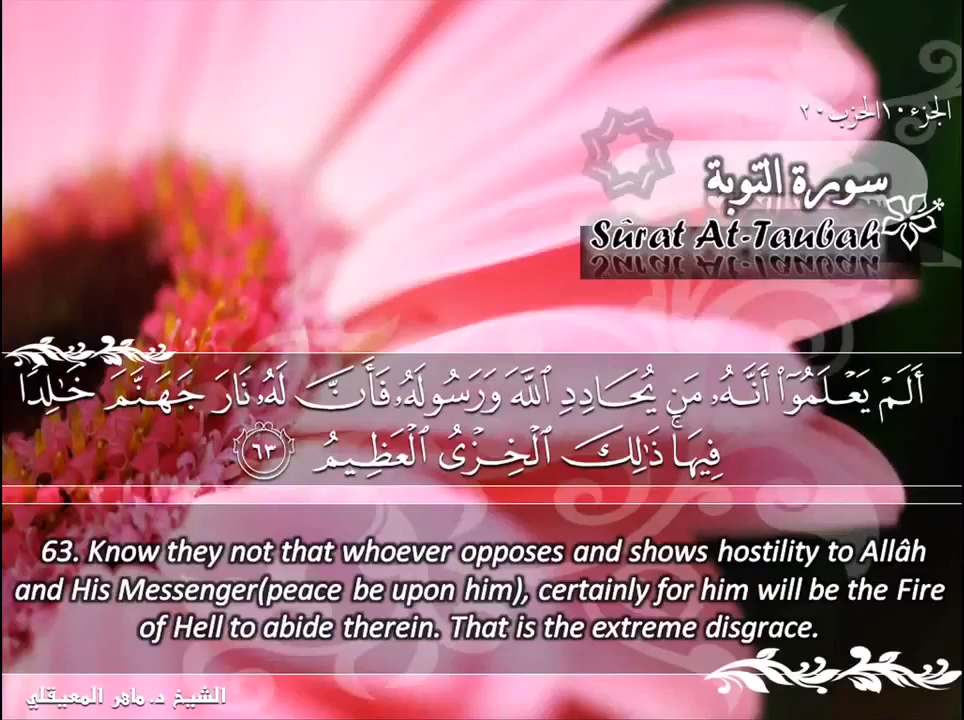 الجزء ١٠ الحزب ٢٠
سورة التوبة
Sûrat At-Taubah
أَلَمْ يَعْلَمُوٓا۟ أَنَّهُۥ مَن يُحَادِدِ ٱللَّهَ وَرَسُولَهُۥ فَأَنَّ لَهُۥ نَارَ جَهَنَّمَ خَٰلِدًا
فِيهَا ۚ ذَٰلِكَ ٱلْخِزْىُ ٱلْعَظِيمُ ٦٣
63. Know they not that whoever opposes and shows hostility to Allâh
and His Messenger(peace be upon him), certainly for him will be the Fire
of Hell to abide therein. That is the extreme disgrace.
الشيخ د. ماهر المعيقلي